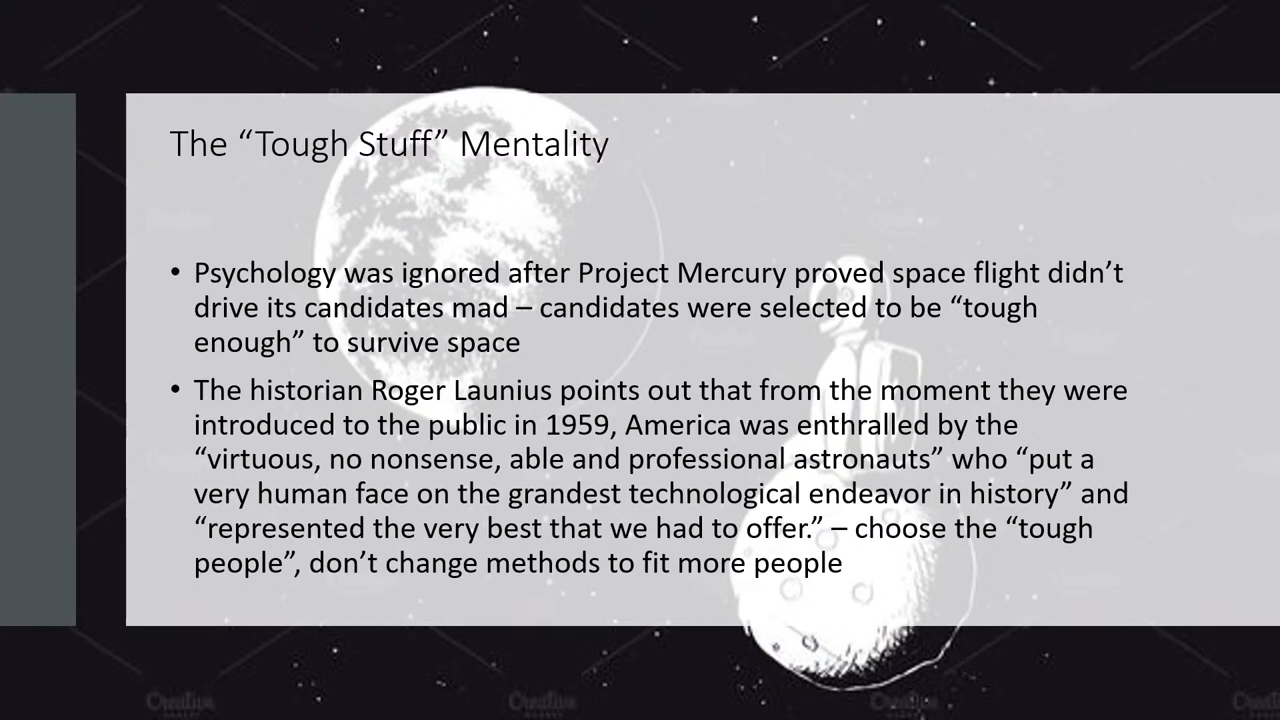 The “Tough Stuff” Mentality
• Psychology was ignored after Project Mercury proved space flight didn’t
drive its candidates mad – candidates were selected to be “tough
enough” to survive space
• The historian Roger Launius points out that from the moment they were
introduced to the public in 1959, America was enthralled by the
“virtuous, no nonsense, able and professional astronauts” who “put a
very human face on the grandest technological endeavor in history” and
“represented the very best that we had to offer.” – choose the “tough
people”, don’t change methods to fit more people
Creative Creative Creative